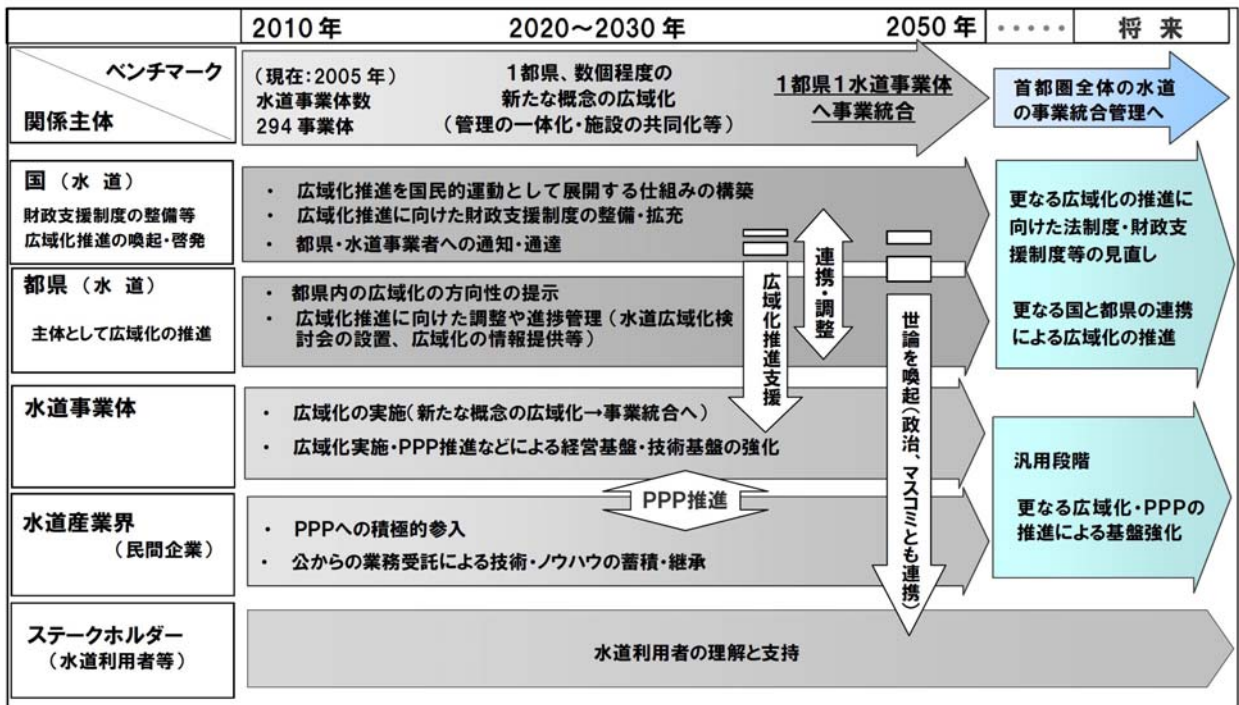 2010年
2020～2030年
2050年
・・・・・
将 来
ベンチマーク
関係主体
（現在：2005年）
水道事業体数
294事業体
1都県、数個程度の
新たな概念の広域化
（管理の一体化・施設の共同化等）
1都県1水道事業体
へ事業統合
首都圏全体の水道
の事業統合管理へ
国（水 道）
財政支援制度の整備等
広域化推進の喚起・啓発
・ 広域化推進を国民的運動として展開する仕組みの構築
・ 広域化推進に向けた財政支援制度の整備・拡充
・ 都県・水道事業者への通知・通達
更なる広域化の推進に
向けた法制度・財政支
援制度等の見直し
更なる国と都県の連携
による広域化の推進
都県（水 道）
主体として広域化の推進
・ 都県内の広域化の方向性の提示
・ 広域化推進に向けた調整や進捗管理（水道広域化検
討会の設置、広域化の情報提供等）
広域化推進支援
連携・調整
世論を喚起（政治、マスコミとも連携）
水道事業体
・ 広域化の実施（新たな概念の広域化→事業統合へ）
・ 広域化実施・PPP推進などによる経営基盤・技術基盤の強化
PPP推進
汎用段階
更なる広域化・PPPの
推進による基盤強化
水道産業界
（民間企業）
・ PPPへの積極的参入
・ 公からの業務受託による技術・ノウハウの蓄積・継承
ステークホルダー
（水道利用者等）
水道利用者の理解と支持